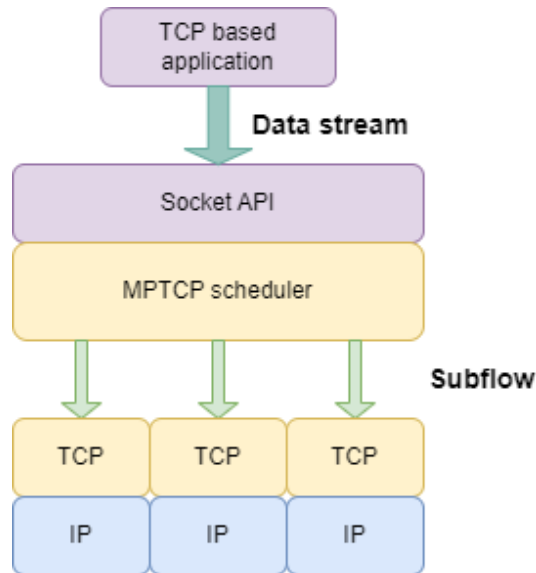 TCP based
application
Data stream
Socket API
MPTCP scheduler
Subflow
TCP TCP TCP
IP IP IP